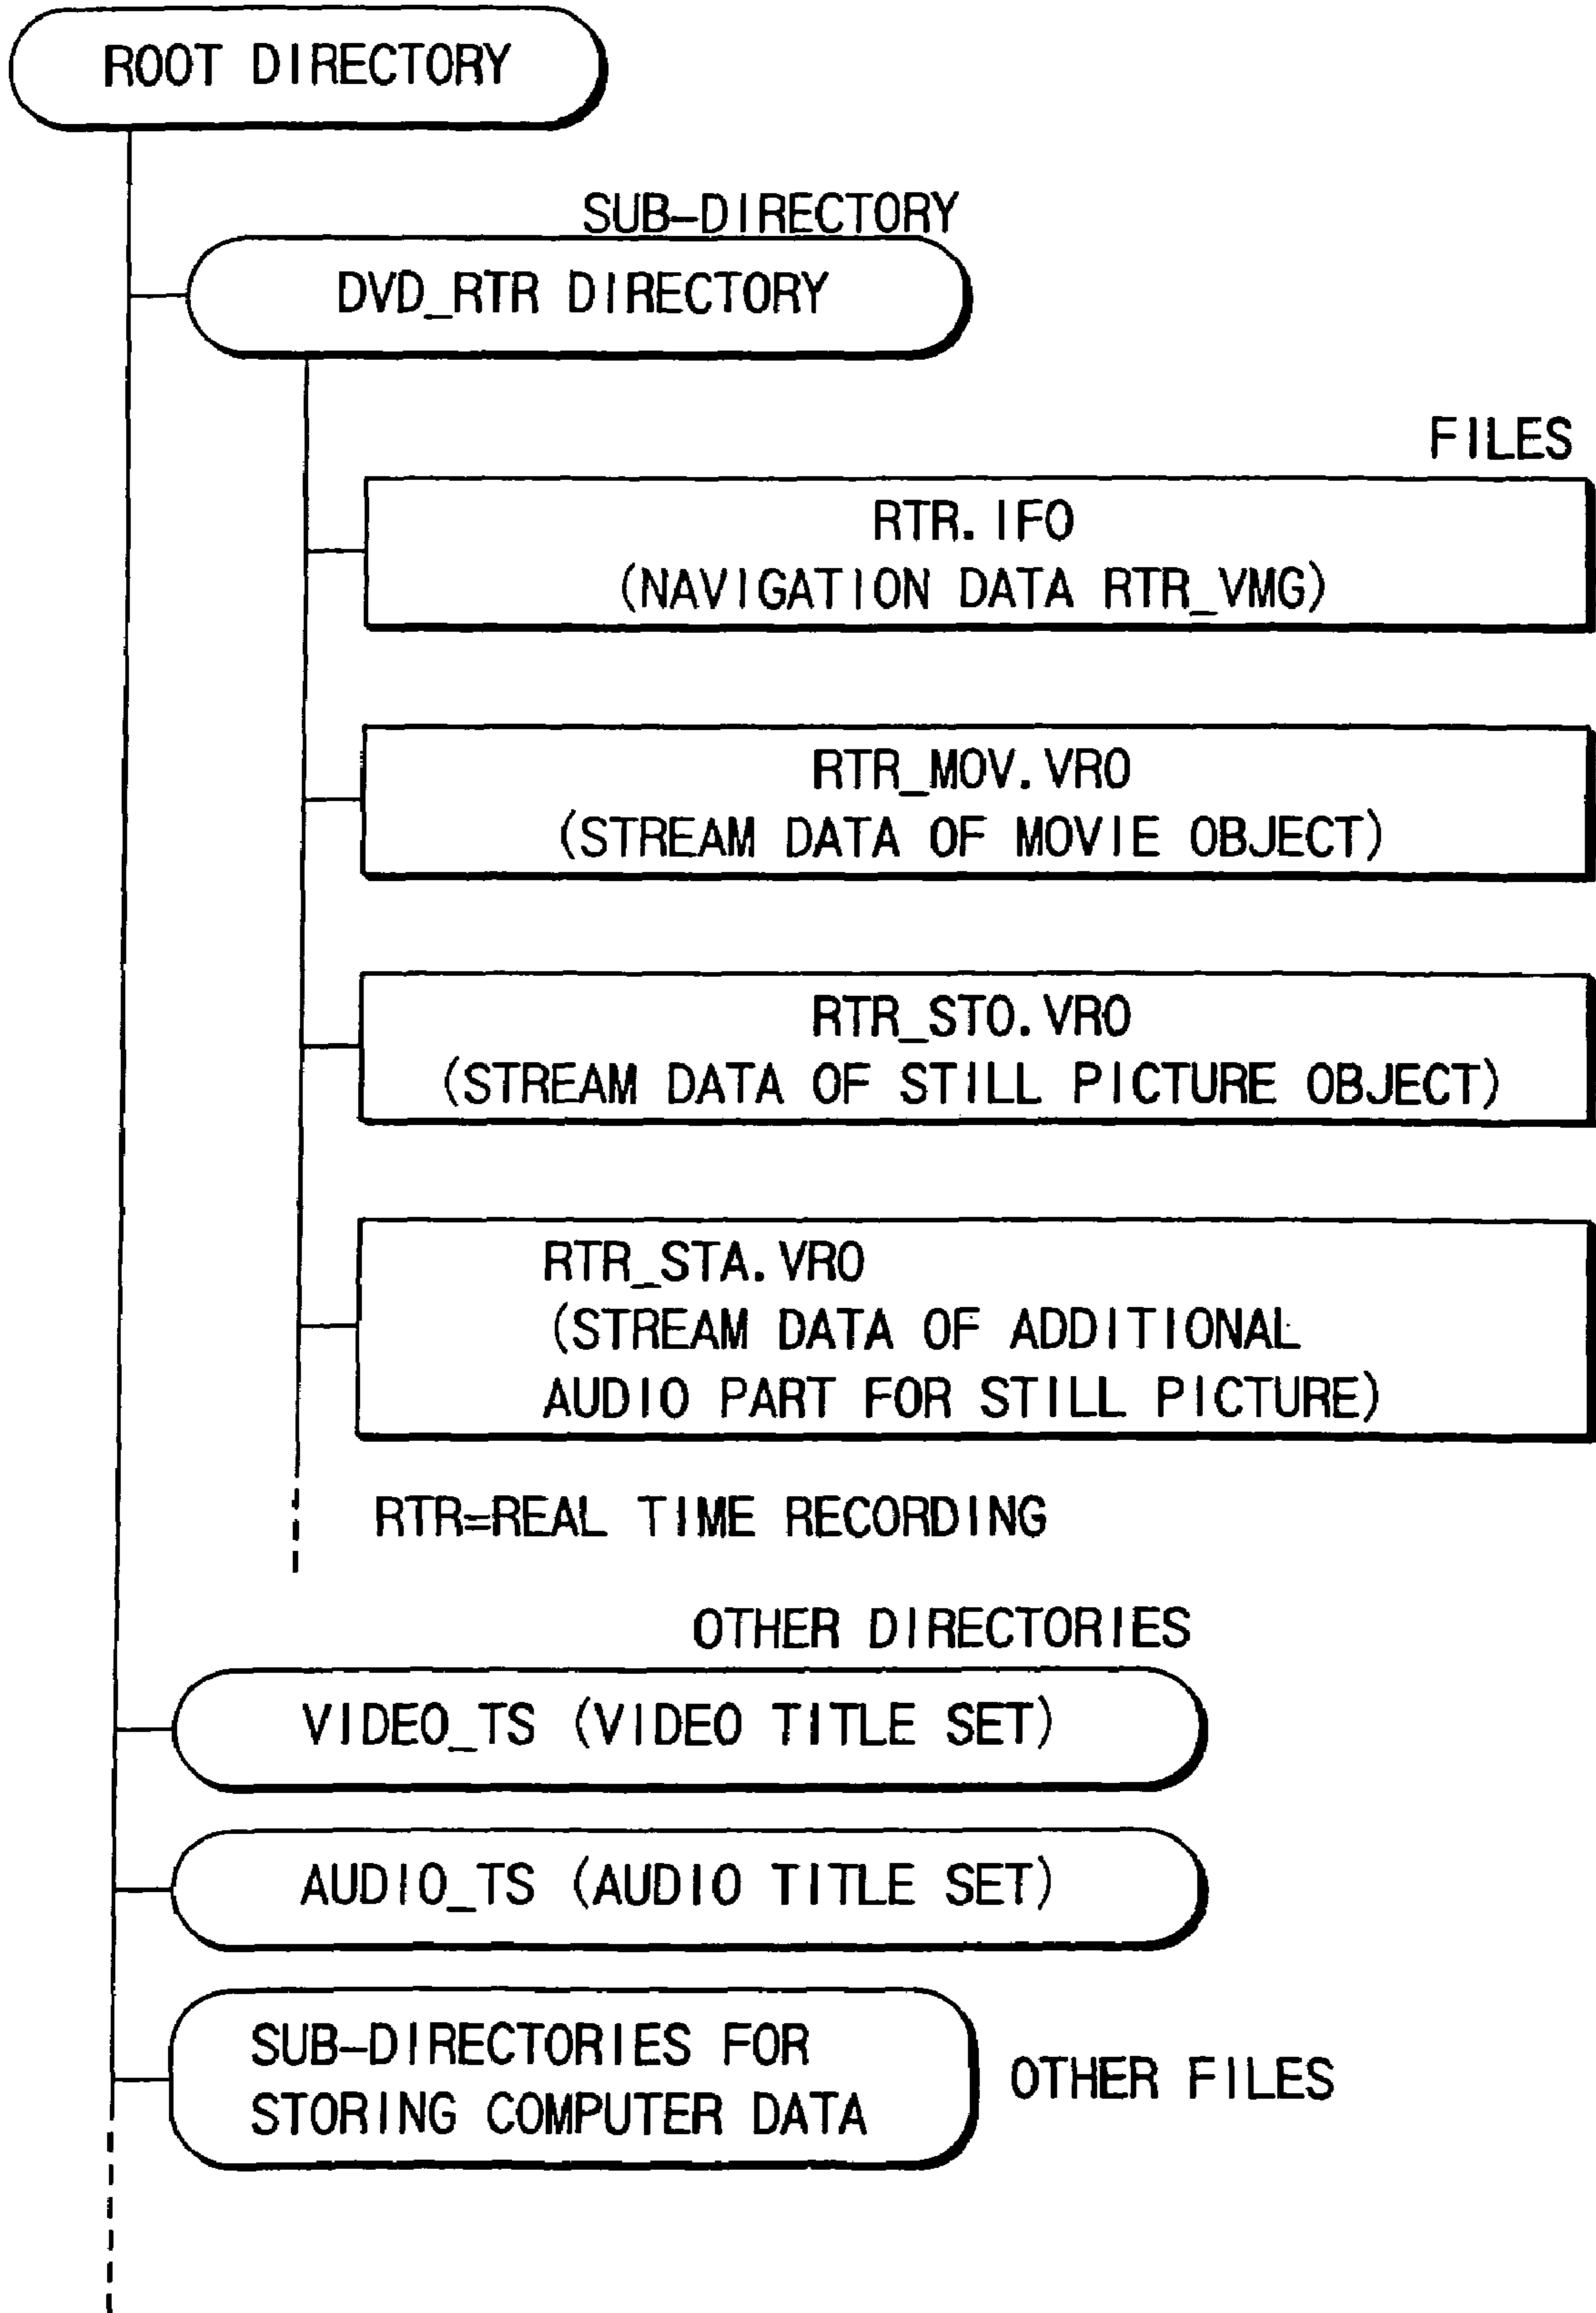 ROOT DIRECTORY
SUB-DIRECTORY
DVD_RTR DIRECTORY
FILES
RTR.IFO
(NAVIGATION DATA RTR_VMG)
RTR_MOV.VRO
(STREAM DATA OF MOVIE OBJECT)
RTR_STO.VRO
(STREAM DATA OF STILL PICTURE OBJECT)
RTR_STA.VRO
(STREAM DATA OF ADDITIONAL
AUDIO PART FOR STILL PICTURE)
RTR=REAL TIME RECORDING
OTHER DIRECTORIES
VIDEO_TS (VIDEO TITLE SET)
AUDIO_TS (AUDIO TITLE SET)
SUB-DIRECTORIES FOR
STORING COMPUTER DATA
OTHER FILES